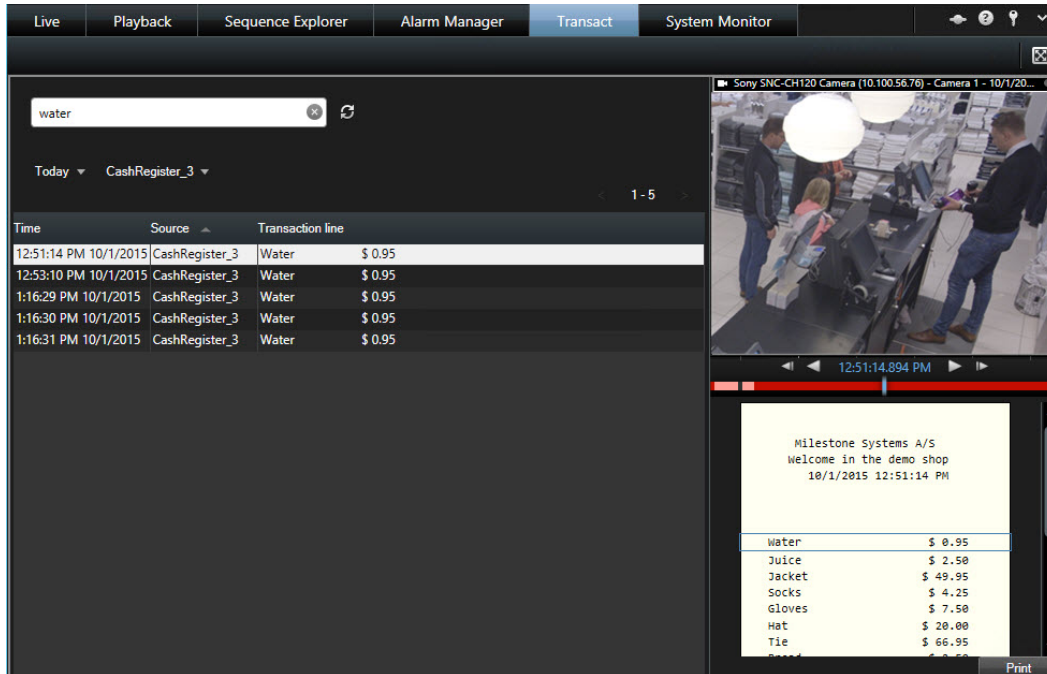 Live Playback Sequence Explorer Alarm Manager Transact System Monitor
Sony SNC-CH120 Camera (10.100.56.76) - Camera 1 - 10/1/20...
water
Today CashRegister_3
1 - 5
Time Source Transaction line
12:51:14 PM 10/1/2015 CashRegister_3 Water $ 0.95
12:53:10 PM 10/1/2015 CashRegister_3 Water $ 0.95
1:16:29 PM 10/1/2015 CashRegister_3 Water $ 0.95
1:16:30 PM 10/1/2015 CashRegister_3 Water $ 0.95
1:16:31 PM 10/1/2015 CashRegister_3 Water $ 0.95
12:51:14.894 PM
Milestone Systems A/S
Welcome in the demo shop
10/1/2015 12:51:14 PM
Water $ 0.95
Juice $ 2.50
Jacket $ 49.95
Socks $ 4.25
Gloves $ 7.50
Hat $ 20.00
Tie $ 66.95
Print